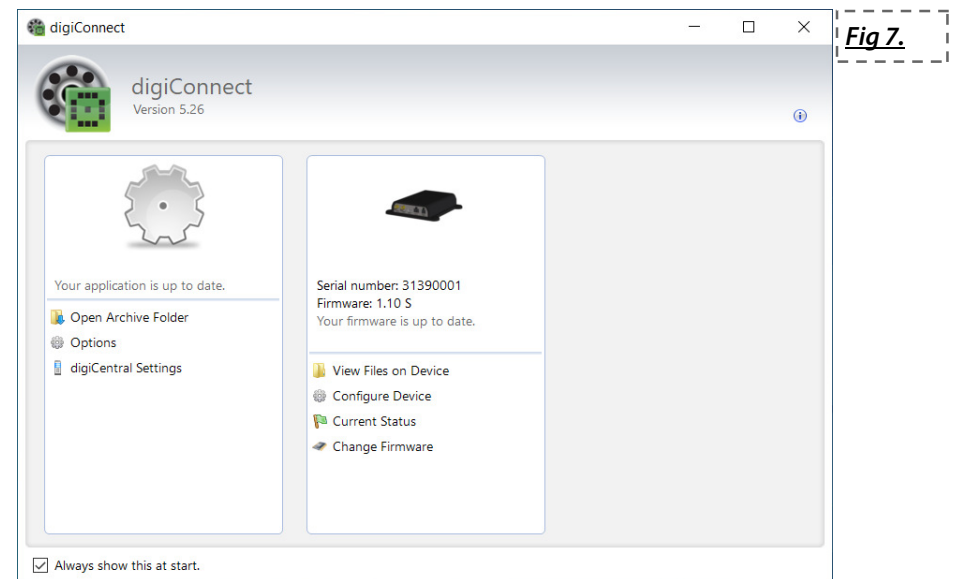 digiConnect
Fig 7.
digiConnect
Version 5.26
Your application is up to date.
Open Archive Folder
Options
digiCentral Settings
Serial number: 31390001
Firmware: 1.10 S
Your firmware is up to date.
View Files on Device
Configure Device
Current Status
Change Firmware
Always show this at start.